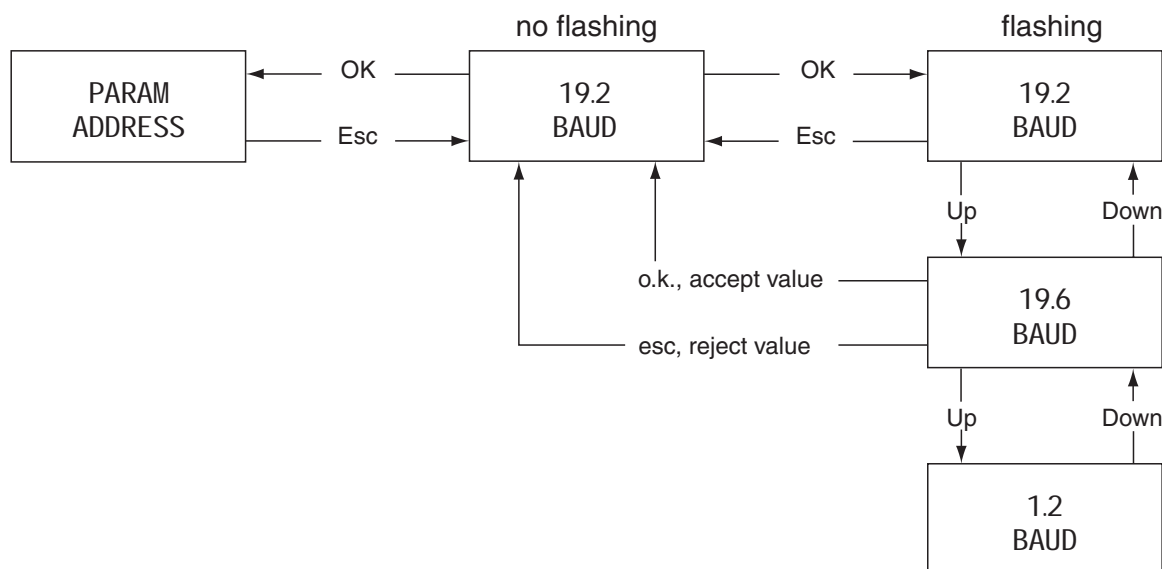 no flashing
flashing
PARAM
ADDRESS
OK
Esc
19.2
BAUD
OK
Esc
19.2
BAUD
Up
Down
o.k., accept value
esc, reject value
19.6
BAUD
Up
Down
1.2
BAUD